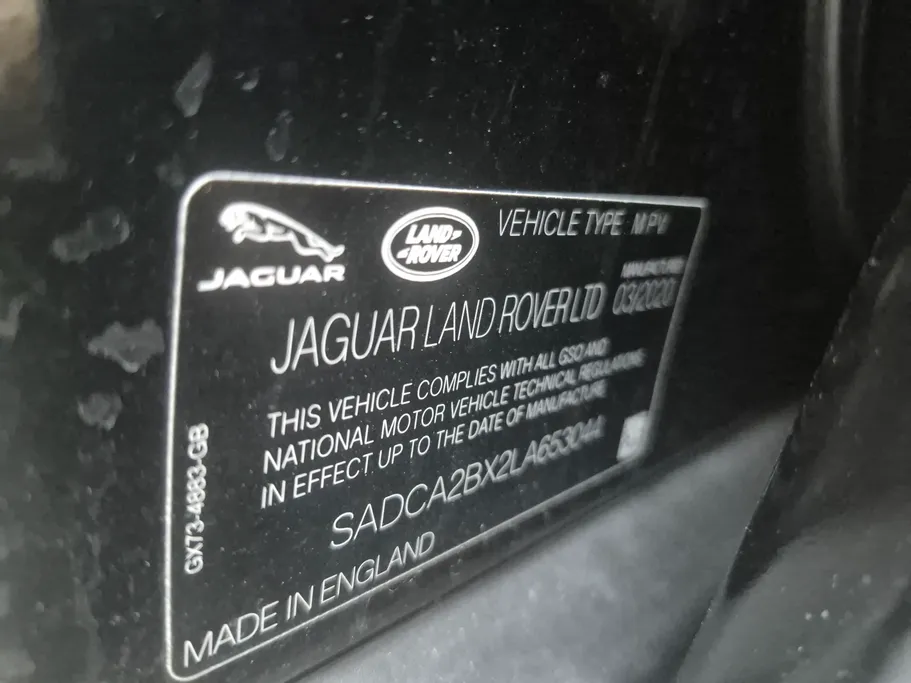 JAGUAR
LAND ROVER
VEHICLE TYPE MPV
MANUFACTURED
03/2020
JAGUAR LAND ROVER LTD
THIS VEHICLE COMPLIES WITH ALL GSO AND
NATIONAL MOTOR VEHICLE TECHNICAL REGULATIONS
IN EFFECT UP TO THE DATE OF MANUFACTURE
SADCA2BX2LA653044
MADE IN ENGLAND
GX73-4883-GB